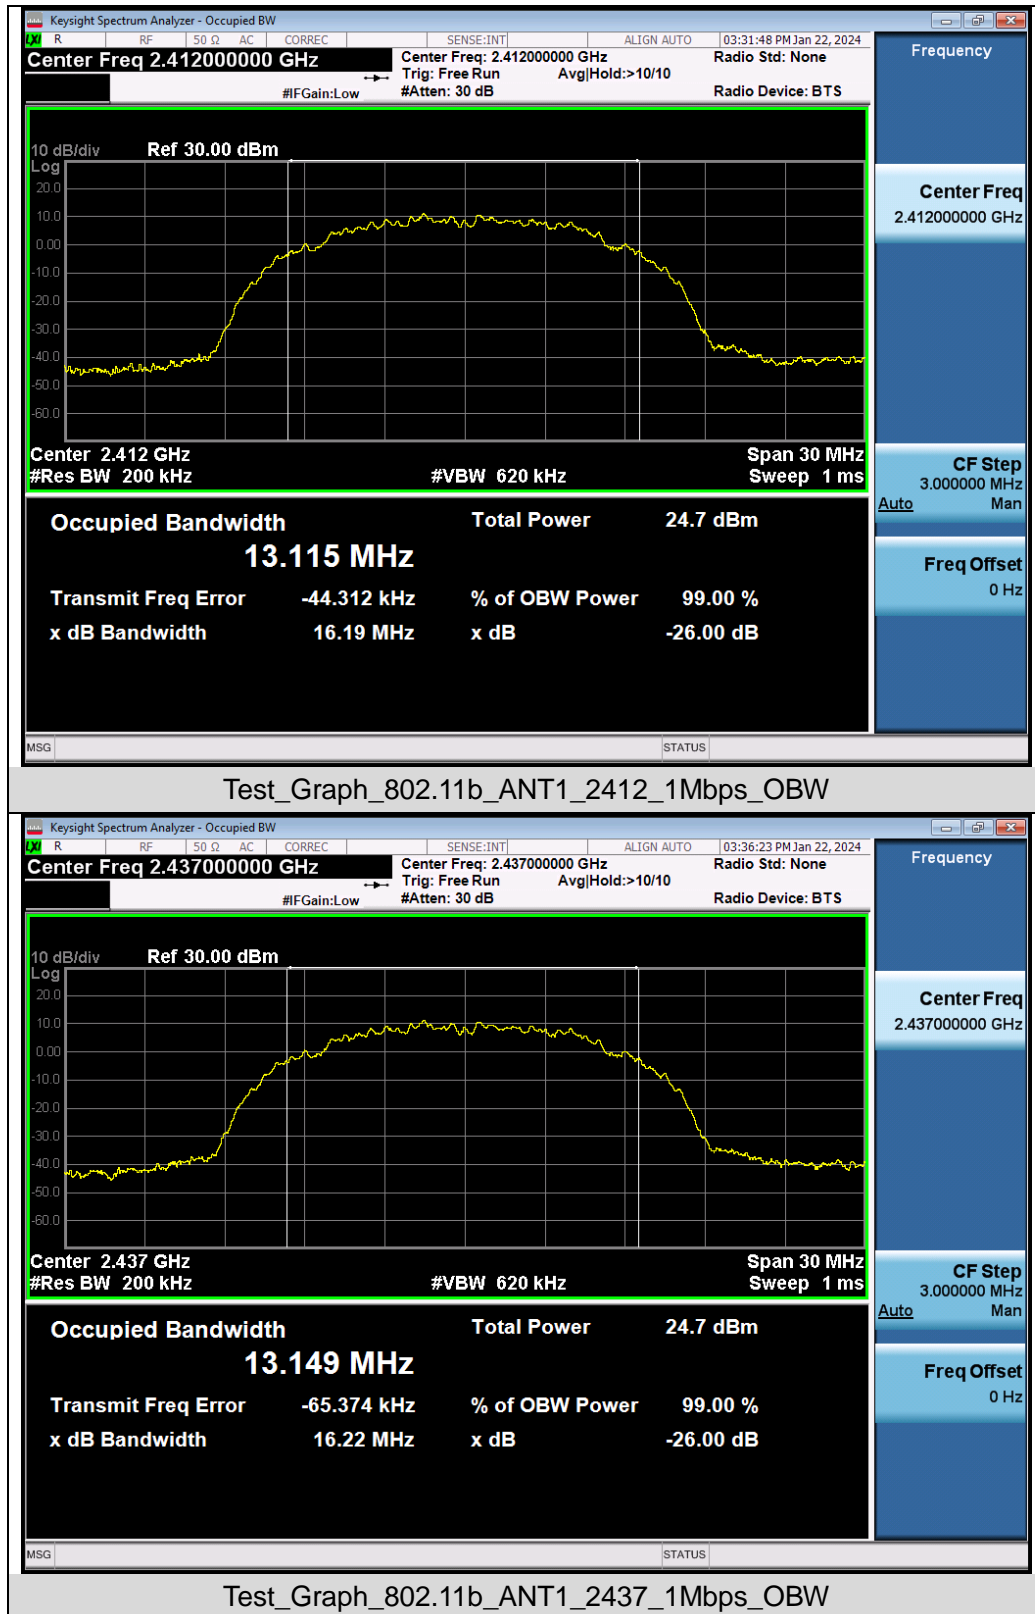 Keysight Spectrum Analyzer - Occupied BW
LXI R RF 50 Ω AC CORREC SENSE:INT ALIGN AUTO 03:31:48 PM Jan 22, 2024
Center Freq 2.412000000 GHz
Center Freq: 2.412000000 GHz Radio Std: None
Trig: Free Run Avg|Hold:>10/10
#IFGain:Low #Atten: 30 dB Radio Device: BTS
Frequency
10 dB/div Ref 30.00 dBm
Log
20.0
10.0
0.00
-10.0
-20.0
-30.0
-40.0
-50.0
-60.0
Center 2.412 GHz Span 30 MHz
#Res BW 200 kHz #VBW 620 kHz Sweep 1 ms
Center Freq
2.412000000 GHz
CF Step
3.000000 MHz
Auto Man
Freq Offset
0 Hz
Occupied Bandwidth Total Power 24.7 dBm
13.115 MHz
Transmit Freq Error -44.312 kHz % of OBW Power 99.00 %
x dB Bandwidth 16.19 MHz x dB -26.00 dB
MSG STATUS
Test_Graph_802.11b_ANT1_2412_1Mbps_OBW
Keysight Spectrum Analyzer - Occupied BW
LXI R RF 50 Ω AC CORREC SENSE:INT ALIGN AUTO 03:36:23 PM Jan 22, 2024
Center Freq 2.437000000 GHz
Center Freq: 2.437000000 GHz Radio Std: None
Trig: Free Run Avg|Hold:>10/10
#IFGain:Low #Atten: 30 dB Radio Device: BTS
Frequency
10 dB/div Ref 30.00 dBm
Log
20.0
10.0
0.00
-10.0
-20.0
-30.0
-40.0
-50.0
-60.0
Center 2.437 GHz Span 30 MHz
#Res BW 200 kHz #VBW 620 kHz Sweep 1 ms
Center Freq
2.437000000 GHz
CF Step
3.000000 MHz
Auto Man
Freq Offset
0 Hz
Occupied Bandwidth Total Power 24.7 dBm
13.149 MHz
Transmit Freq Error -65.374 kHz % of OBW Power 99.00 %
x dB Bandwidth 16.22 MHz x dB -26.00 dB
MSG STATUS
Test_Graph_802.11b_ANT1_2437_1Mbps_OBW